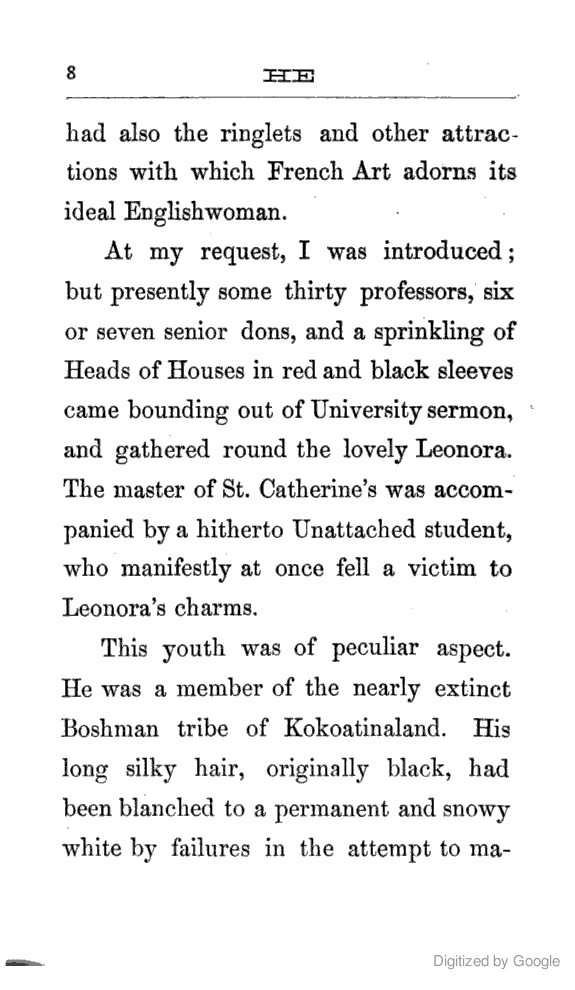 8
HE
had also the ringlets and other attrac-
tions with which French Art adorns its
ideal Englishwoman.
At my request, I was introduced;
but presently some thirty professors, six
or seven senior dons, and a sprinkling of
Heads of Houses in red and black sleeves
came bounding out of University sermon,
and gathered round the lovely Leonora.
The master of St. Catherine's was accom-
panied by a hitherto Unattached student,
who manifestly at once fell a victim to
Leonora's charms.
This youth was of peculiar aspect.
He was a member of the nearly extinct
Boshman tribe of Kokoatinaland. His
long silky hair, originally black, had
been blanched to a permanent and snowy
white by failures in the attempt to ma-
Digitized by Google